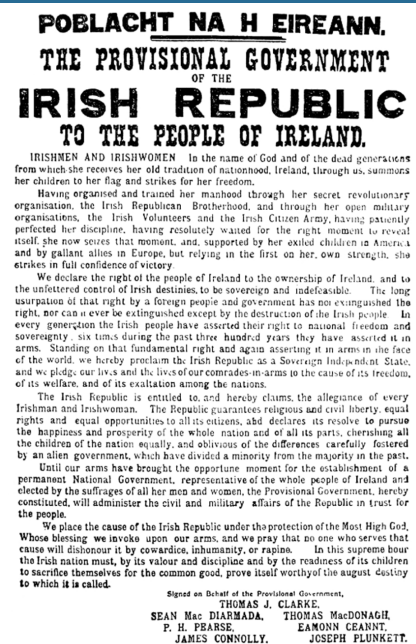 POBLACHT NA H EIREANN.
THE PROVISIONAL GOVERNMENT
OF THE
IRISH REPUBLIC
TO THE PEOPLE OF IRELAND.
IRISHMEN AND IRISHWOMEN In the name of God and of the dead generations
from which she receives her old tradition of nationhood, Ireland, through us, summons
her children to her flag and strikes for her freedom.
Having organised and trained her manhood through her secret revolutionary
organisation, the Irish Republican Brotherhood, and through her open military
organisations, the Irish Volunteers and the Irish Citizen Army, having patiently
perfected her discipline, having resolutely waited for the right moment to reveal
itself, she now seizes that moment, and, supported by her exiled children in America
and by gallant allies in Europe, but relying in the first on her own strength, she
strikes in full confidence of victory.
We declare the right of the people of Ireland to the ownership of Ireland, and to
the unfettered control of Irish destinies, to be sovereign and indefeasible. The long
usurpation of that right by a foreign people and government has not extinguished the
right, nor can it ever be extinguished except by the destruction of the Irish people. In
every generation the Irish people have asserted their right to national freedom and
sovereignty, six times during the past three hundred years they have asserted it in
arms. Standing on that fundamental right and again asserting it in arms in the face
of the world, we hereby proclaim the Irish Republic as a Sovereign Independent State,
and we pledge our lives and the lives of our comrades-in-arms to the cause of its freedom,
of its welfare, and of its exaltation among the nations.
The Irish Republic is entitled to, and hereby claims, the allegiance of every
Irishman and Irishwoman. The Republic guarantees religious and civil liberty, equal
rights and equal opportunities to all its citizens, and declares its resolve to pursue
the happiness and prosperity of the whole nation and of all its parts, cherishing all
the children of the nation equally, and oblivious of the differences carefully fostered
by an alien government, which have divided a minority from the majority in the past.
Until our arms have brought the opportune moment for the establishment of a
permanent National Government, representative of the whole people of Ireland and
elected by the suffrages of all her men and women, the Provisional Government, hereby
constituted, will administer the civil and military affairs of the Republic in trust for
the people.
We place the cause of the Irish Republic under the protection of the Most High God,
Whose blessing we invoke upon our arms, and we pray that no one who serves that
cause will dishonour it by cowardice, inhumanity, or rapine. In this supreme hour
the Irish nation must, by its valour and discipline and by the readiness of its children
to sacrifice themselves for the common good, prove itself worthy of the august destiny
to which it is called.
Signed on Behalf of the Provisional Government,
THOMAS J. CLARKE,
SEAN Mac DIARMADA, THOMAS MacDONAGH,
P. H. PEARSE, EAMONN CEANNT,
JAMES CONNOLLY, JOSEPH PLUNKETT.